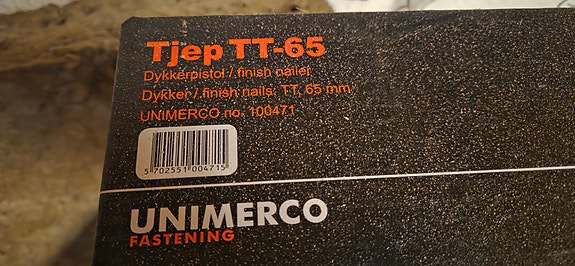 Tjep TT-65
Dykkerpistol / finish nailer
Dykker / finish nails: TT, 65 mm
UNIMERCO no. 100471
5 702551 004715
UNIMERCO
FASTENING